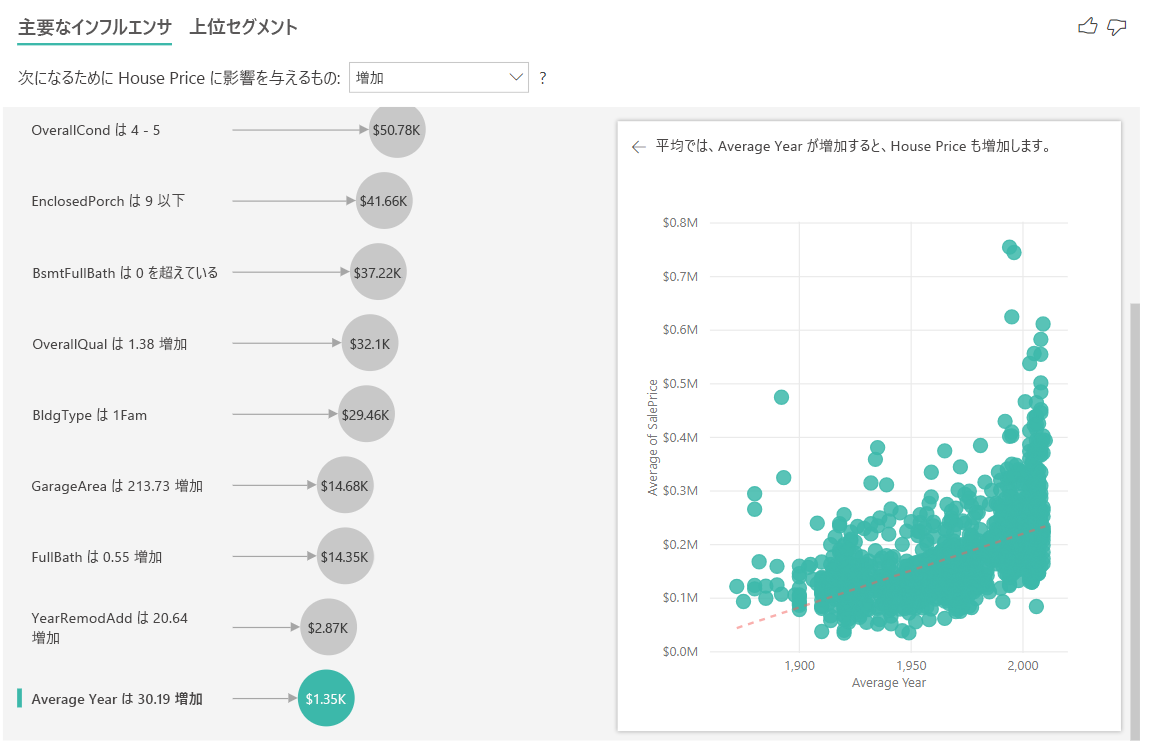 主要なインフルエンサ 上位セグメント
次になるために House Price に影響を与えるもの: 増加 ?
OverallCond は 4 - 5 $50.78K
EnclosedPorch は 9 以下 $41.66K
BsmtFullBath は 0 を超えている $37.22K
OverallQual は 1.38 増加 $32.1K
BldgType は 1Fam $29.46K
GarageArea は 213.73 増加 $14.68K
FullBath は 0.55 増加 $14.35K
YearRemodAdd は 20.64
増加 $2.87K
Average Year は 30.19 増加 $1.35K
平均では、Average Year が増加すると、House Price も増加します。
$0.8M
$0.7M
$0.6M
$0.5M
$0.4M
$0.3M
$0.2M
$0.1M
$0.0M
Average of SalePrice
1,900 1,950 2,000
Average Year